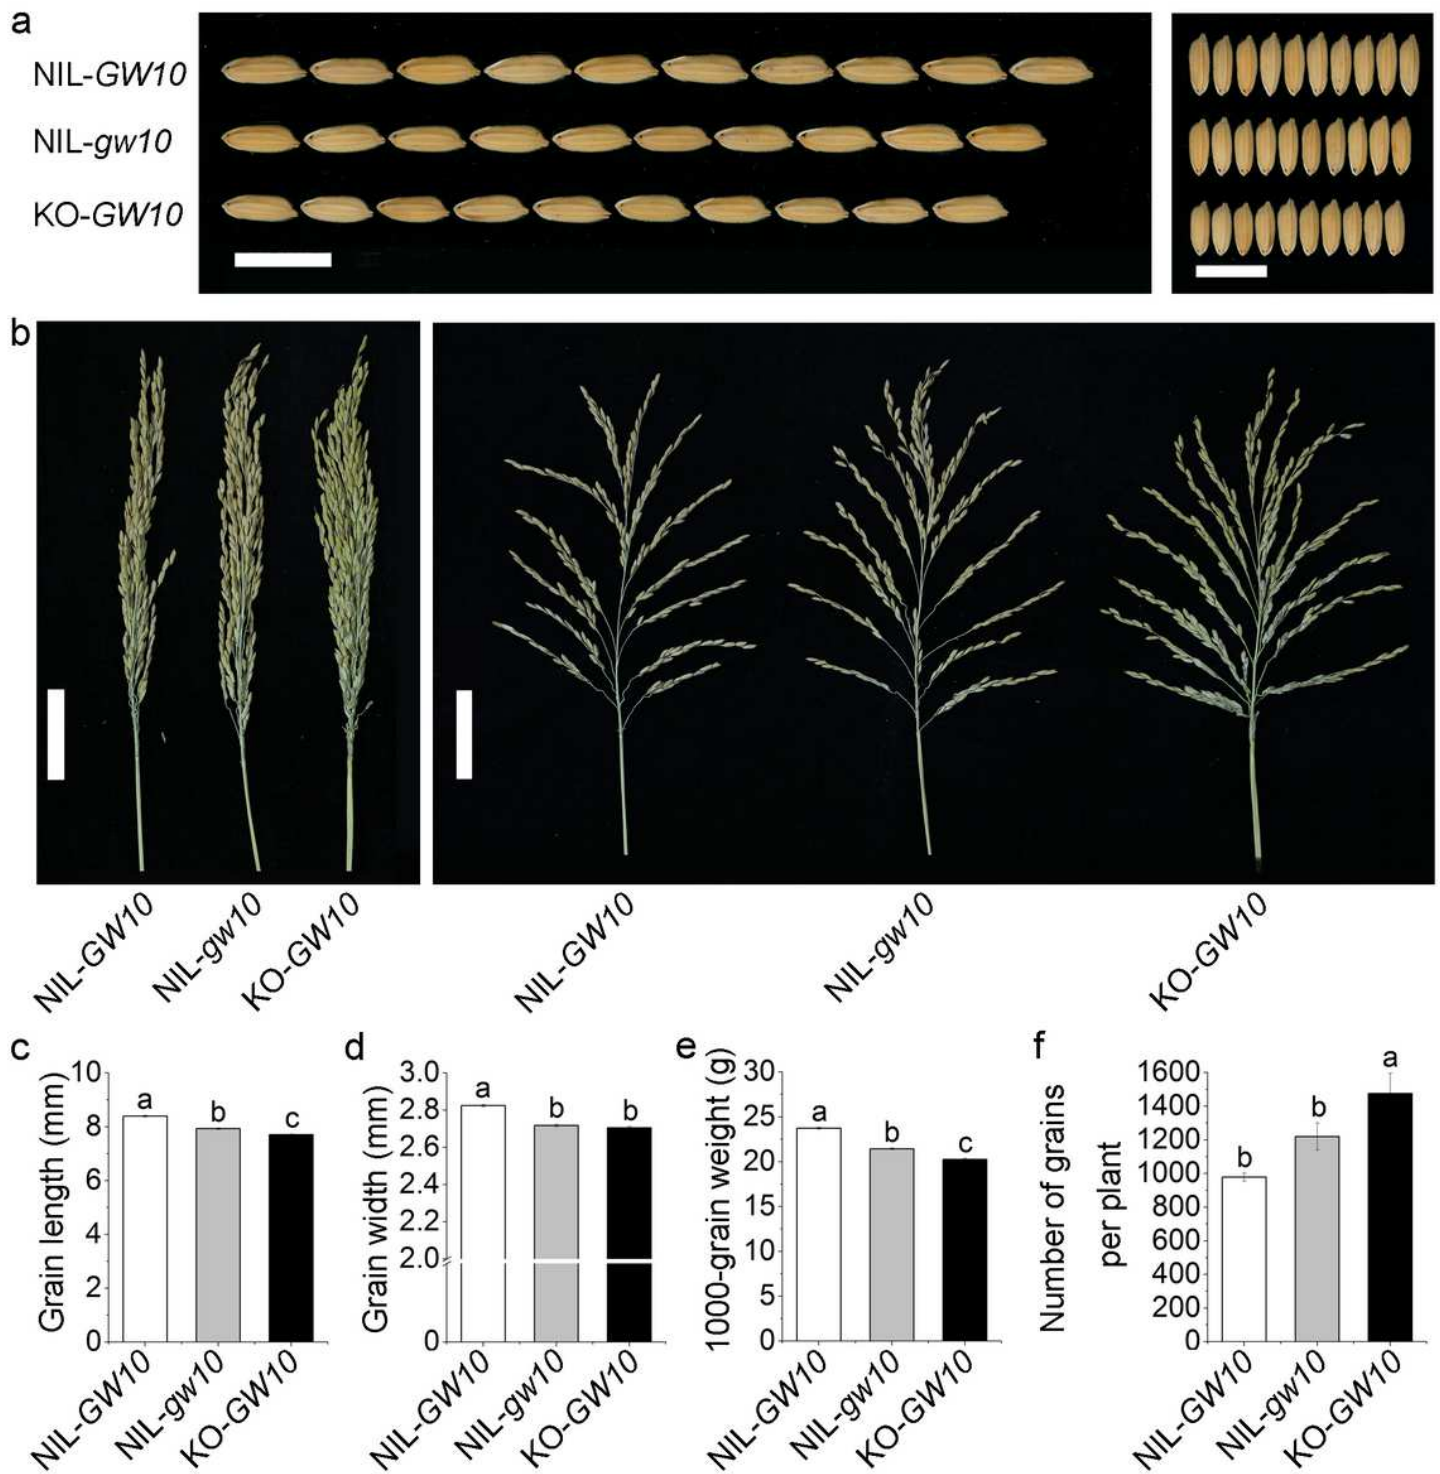 a
NIL-GW10
NIL-gw10
KO-GW10
b
NIL-GW10
NIL-gw10
KO-GW10
NIL-GW10
NIL-gw10
KO-GW10
c
Grain length (mm)
10
8
6
4
2
0
a
b
c
NIL-GW10
NIL-gw10
KO-GW10
d
Grain width (mm)
3.0
2.8
2.6
2.4
2.2
2.0
0
a
b
b
NIL-GW10
NIL-gw10
KO-GW10
e
1000-grain weight (g)
30
25
20
15
10
5
0
a
b
c
NIL-GW10
NIL-gw10
KO-GW10
f
Number of grains
per plant
1600
1400
1200
1000
800
600
400
200
0
b
b
a
NIL-GW10
NIL-gw10
KO-GW10